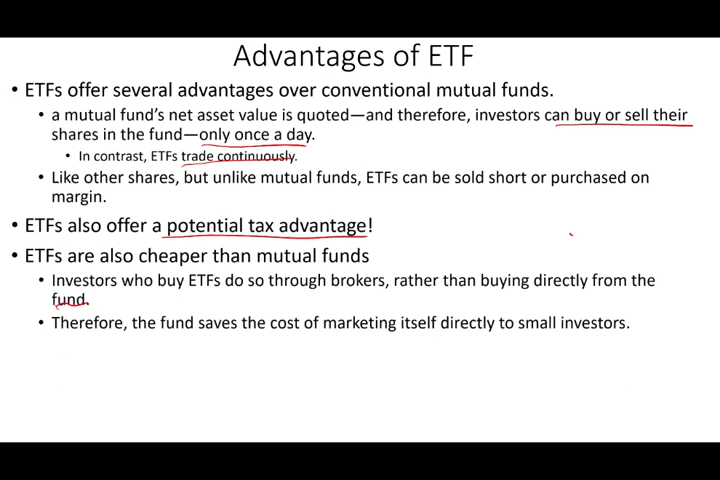 Advantages of ETF
• ETFs offer several advantages over conventional mutual funds.
• a mutual fund's net asset value is quoted—and therefore, investors can buy or sell their
shares in the fund—only once a day.
• In contrast, ETFs trade continuously.
• Like other shares, but unlike mutual funds, ETFs can be sold short or purchased on
margin.
• ETFs also offer a potential tax advantage!
• ETFs are also cheaper than mutual funds
• Investors who buy ETFs do so through brokers, rather than buying directly from the
fund.
• Therefore, the fund saves the cost of marketing itself directly to small investors.